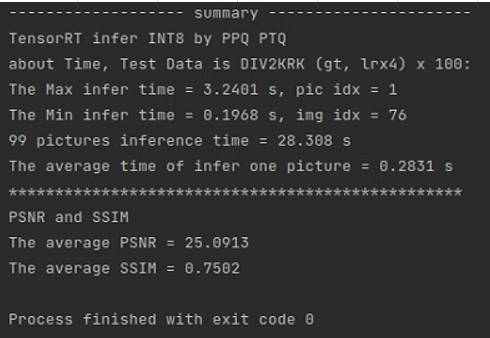 ------------------- summary ----------------------
TensorRT infer INT8 by PPQ PTQ
about Time, Test Data is DIV2KRK (gt, lrx4) x 100:
The Max infer time = 3.2401 s, pic idx = 1
The Min infer time = 0.1968 s, img idx = 76
99 pictures inference time = 28.308 s
The average time of infer one picture = 0.2831 s
**************************************************
PSNR and SSIM
The average PSNR = 25.0913
The average SSIM = 0.7502
Process finished with exit code 0